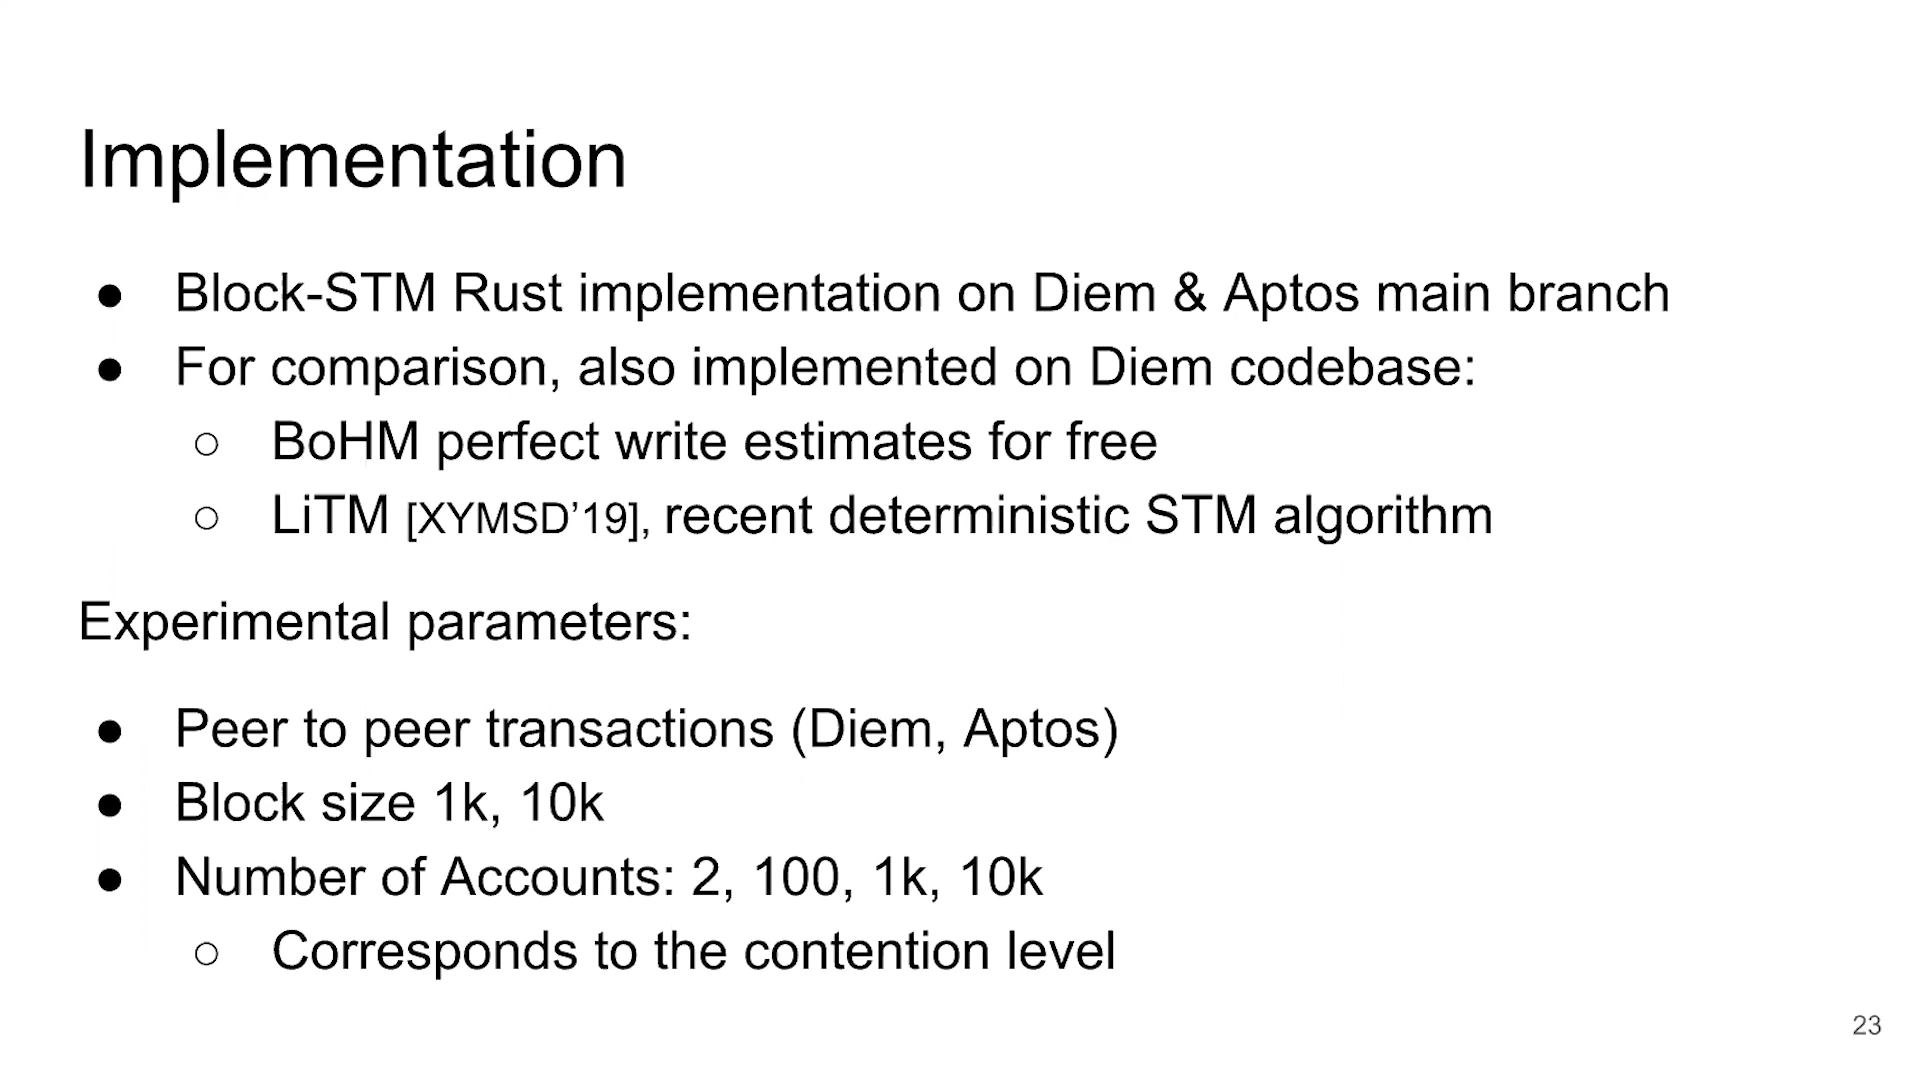 Implementation
● Block-STM Rust implementation on Diem & Aptos main branch
● For comparison, also implemented on Diem codebase:
○ BoHM perfect write estimates for free
○ LiTM [XYMSD’19], recent deterministic STM algorithm
Experimental parameters:
● Peer to peer transactions (Diem, Aptos)
● Block size 1k, 10k
● Number of Accounts: 2, 100, 1k, 10k
○ Corresponds to the contention level
23